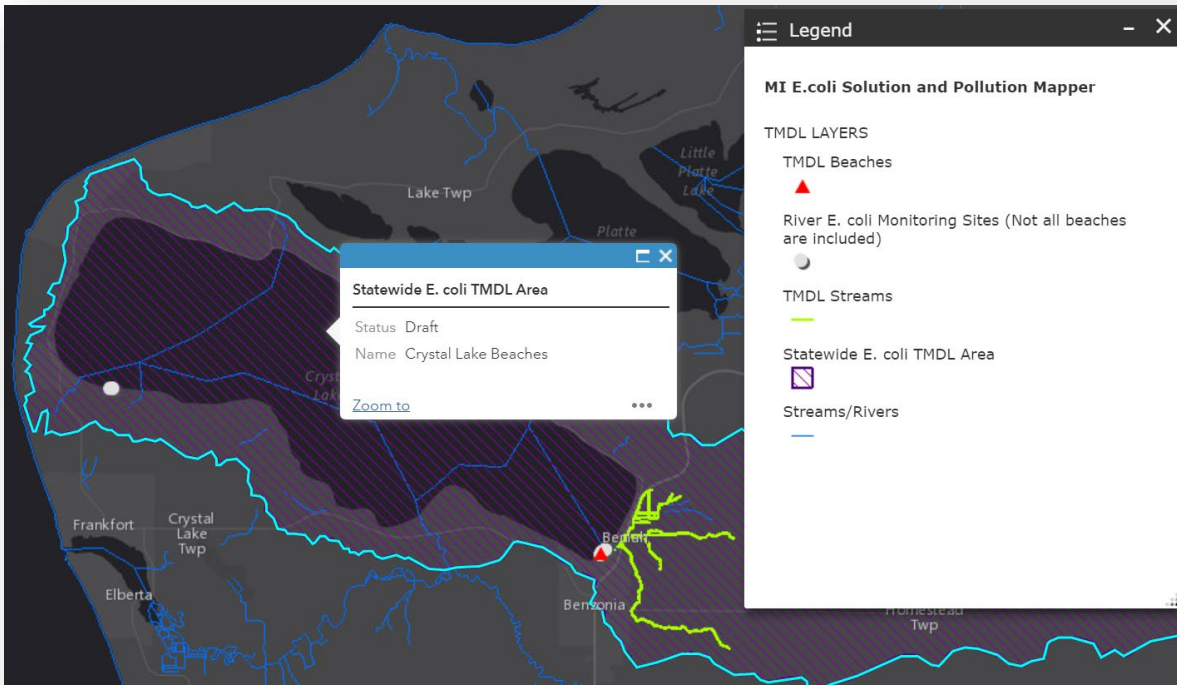 Legend
MI E.coli Solution and Pollution Mapper
TMDL LAYERS
TMDL Beaches
River E. coli Monitoring Sites (Not all beaches
are included)
TMDL Streams
Statewide E. coli TMDL Area
Streams/Rivers
Little
Platte
Lake
Lake Twp
Platte
Statewide E. coli TMDL Area
Status Draft
Name Crystal Lake Beaches
Zoom to
Frankfort
Crystal
Lake
Twp
Elberta
Benzonia
Homestead
Twp